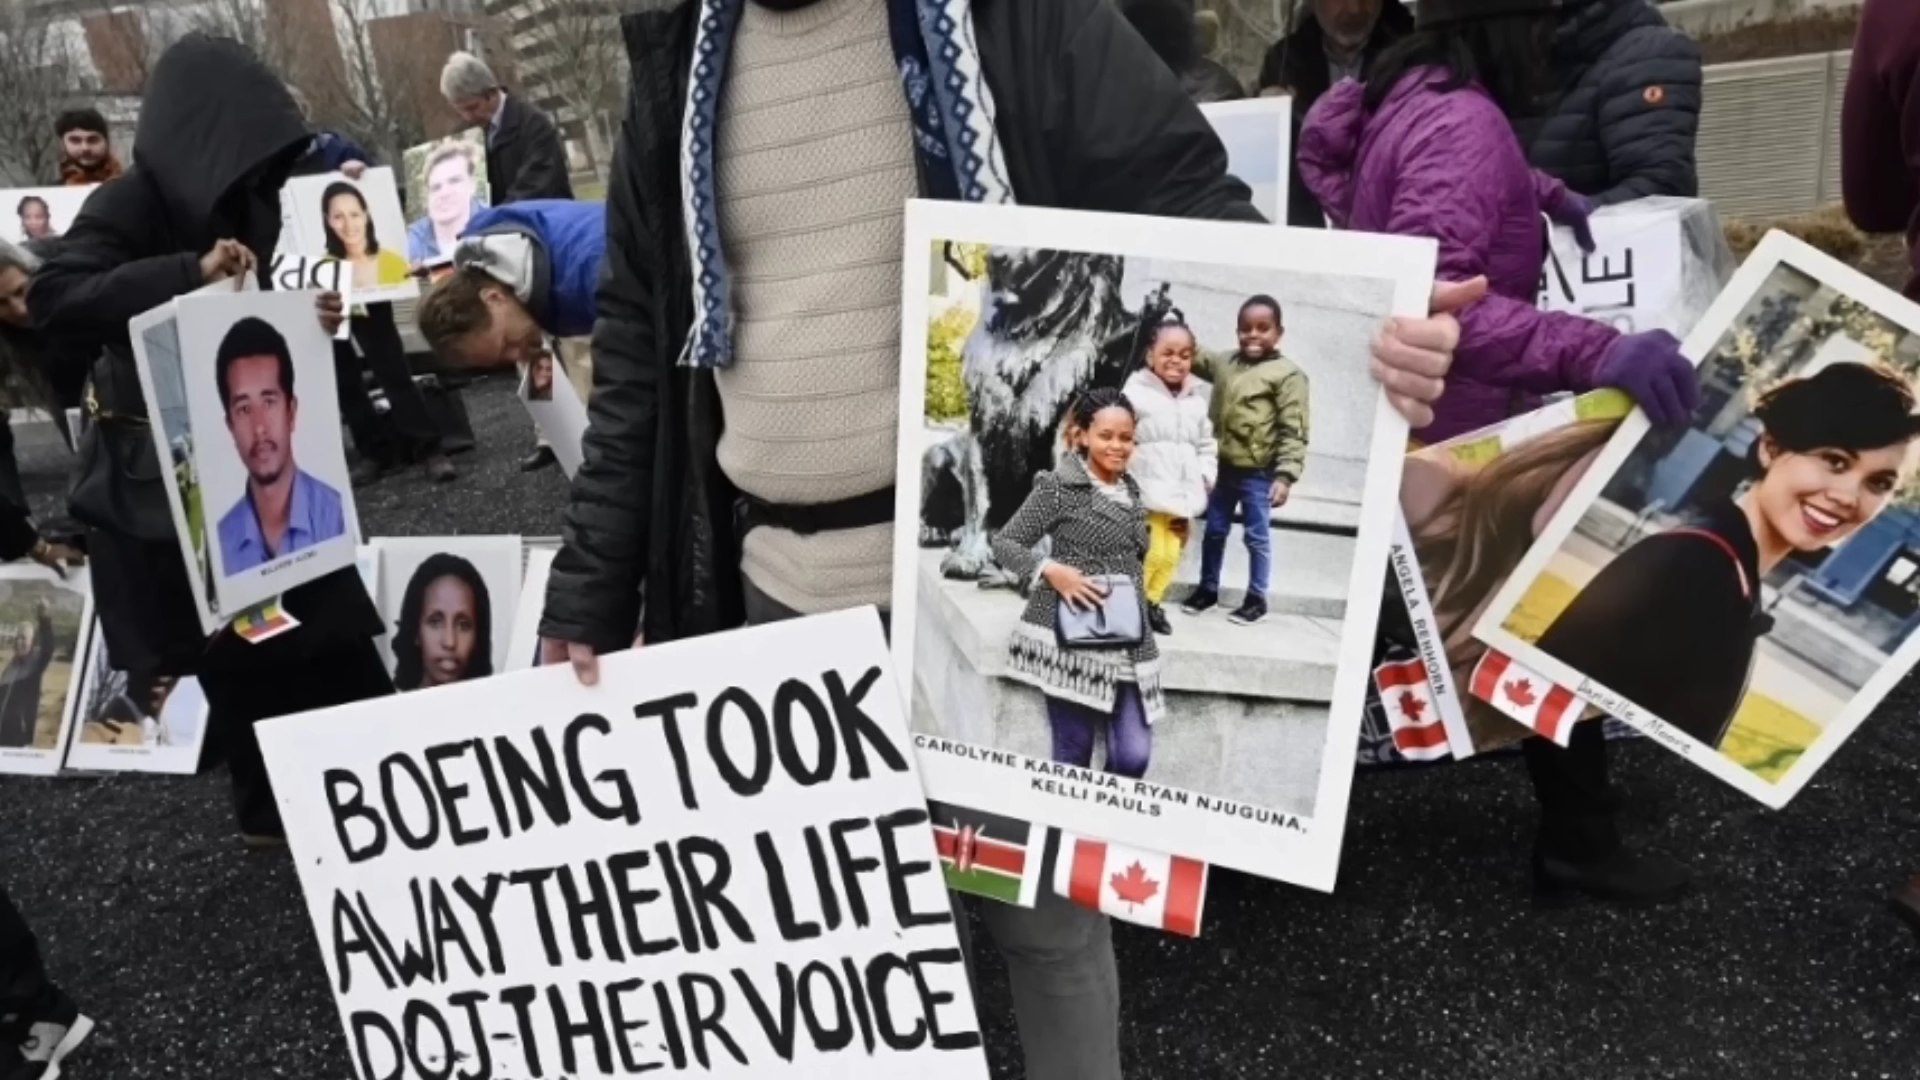 BOEING TOOK
AWAY THEIR LIFE
DOJ-THEIR VOICE
CAROLYNE KARANJA, RYAN NJUGUNA,
KELLI PAULS
ANGELA REHHORN
Danielle Moore